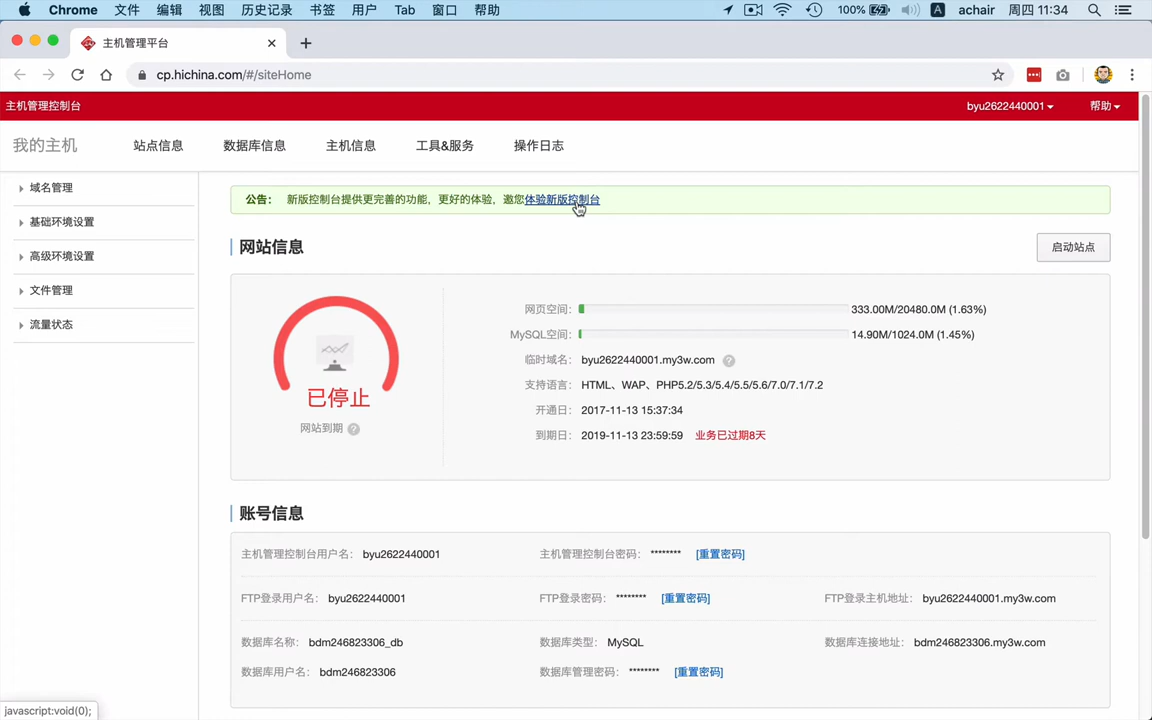 Chrome 文件 编辑 视图 历史记录 书签 用户 Tab 窗口 帮助 100% A achair 周四 11:34
主机管理平台
cp.hichina.com/#/siteHome
主机管理控制台 byu2622440001 帮助
我的主机 站点信息 数据库信息 主机信息 工具&服务 操作日志
域名管理
基础环境设置
高级环境设置
文件管理
流量状态
公告： 新版控制台提供更完善的功能，更好的体验，邀您体验新版控制台
网站信息 启动站点
已停止
网站到期 ?
网页空间： 333.00M/20480.0M (1.63%)
MySQL空间： 14.90M/1024.0M (1.45%)
临时域名： byu2622440001.my3w.com ?
支持语言： HTML、WAP、PHP5.2/5.3/5.4/5.5/5.6/7.0/7.1/7.2
开通日： 2017-11-13 15:37:34
到期日： 2019-11-13 23:59:59 业务已过期8天
账号信息
主机管理控制台用户名： byu2622440001 主机管理控制台密码： ******** [重置密码]
FTP登录用户名： byu2622440001 FTP登录密码： ******** [重置密码] FTP登录主机地址： byu2622440001.my3w.com
数据库名称： bdm246823306_db 数据库类型： MySQL 数据库连接地址： bdm246823306.my3w.com
数据库用户名： bdm246823306 数据库管理密码： ******** [重置密码]
javascript:void(0);